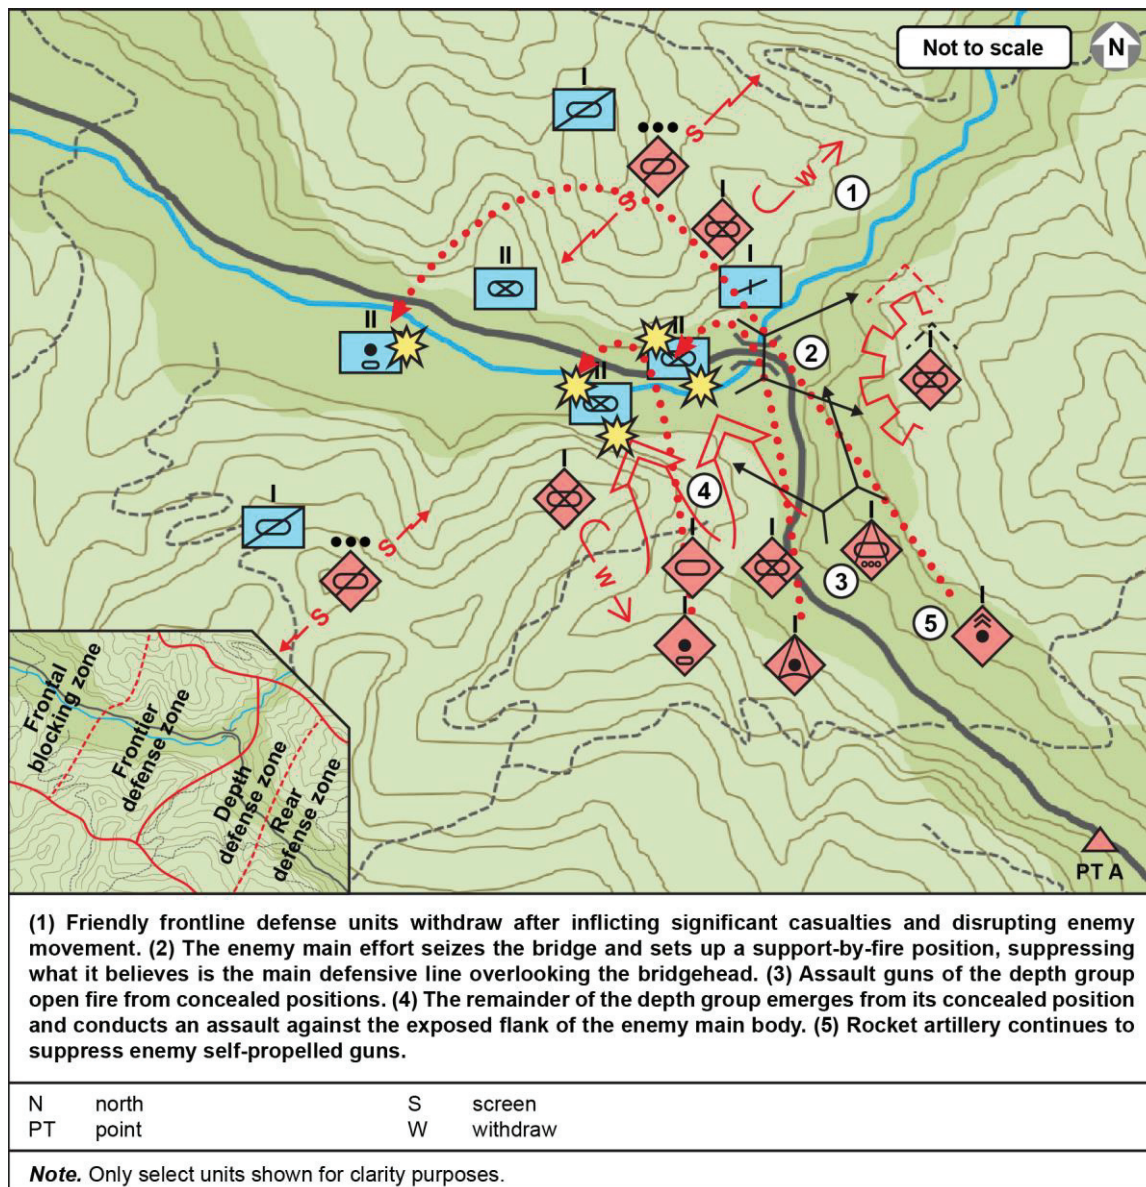 Not to scale
N
I
S
I
W
1
S
II
I
II
II
2
I
II
I
4
I
S
W
I
I
I
3
I
5
S
I
I
Frontal
blocking zone
Frontier
defense zone
Depth
defense zone
Rear
defense zone
PT A
(1) Friendly frontline defense units withdraw after inflicting significant casualties and disrupting enemy
movement. (2) The enemy main effort seizes the bridge and sets up a support-by-fire position, suppressing
what it believes is the main defensive line overlooking the bridgehead. (3) Assault guns of the depth group
open fire from concealed positions. (4) The remainder of the depth group emerges from its concealed position
and conducts an assault against the exposed flank of the enemy main body. (5) Rocket artillery continues to
suppress enemy self-propelled guns.
N north S screen
PT point W withdraw
Note. Only select units shown for clarity purposes.